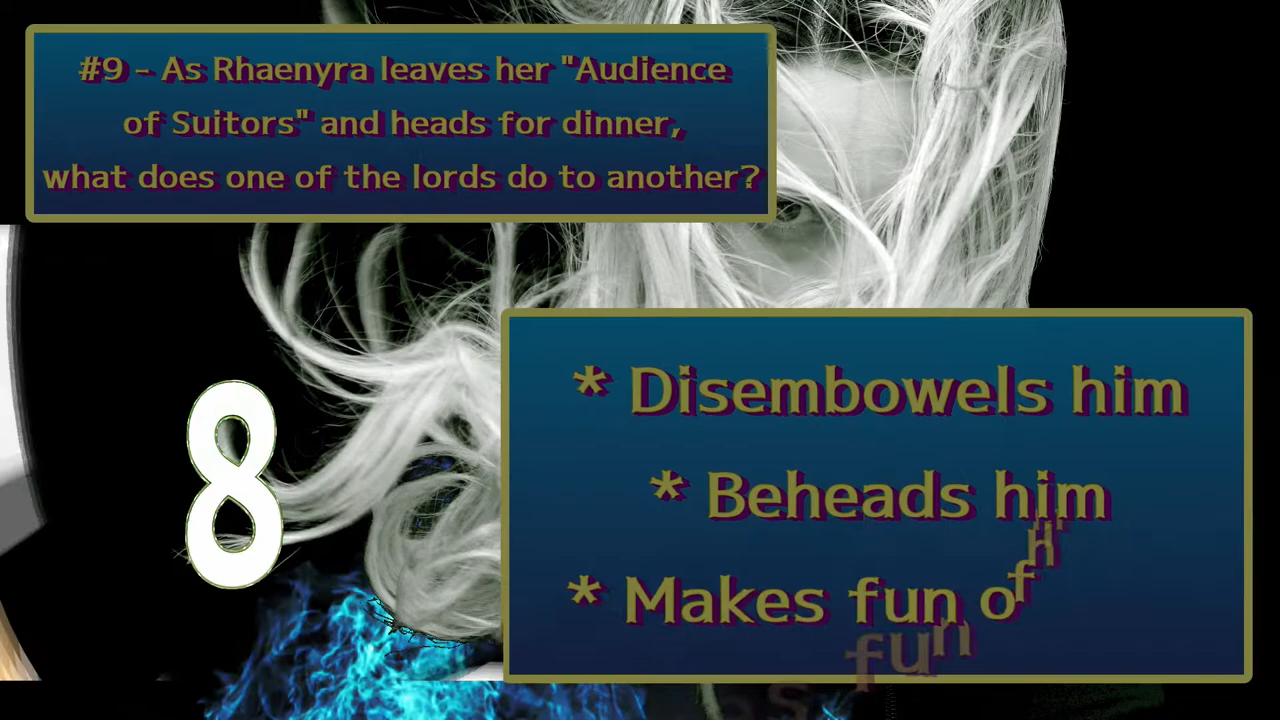 #9 - As Rhaenyra leaves her "Audience
of Suitors" and heads for dinner,
what does one of the lords do to another?
8
* Disembowels him
* Beheads him
* Makes fun of h